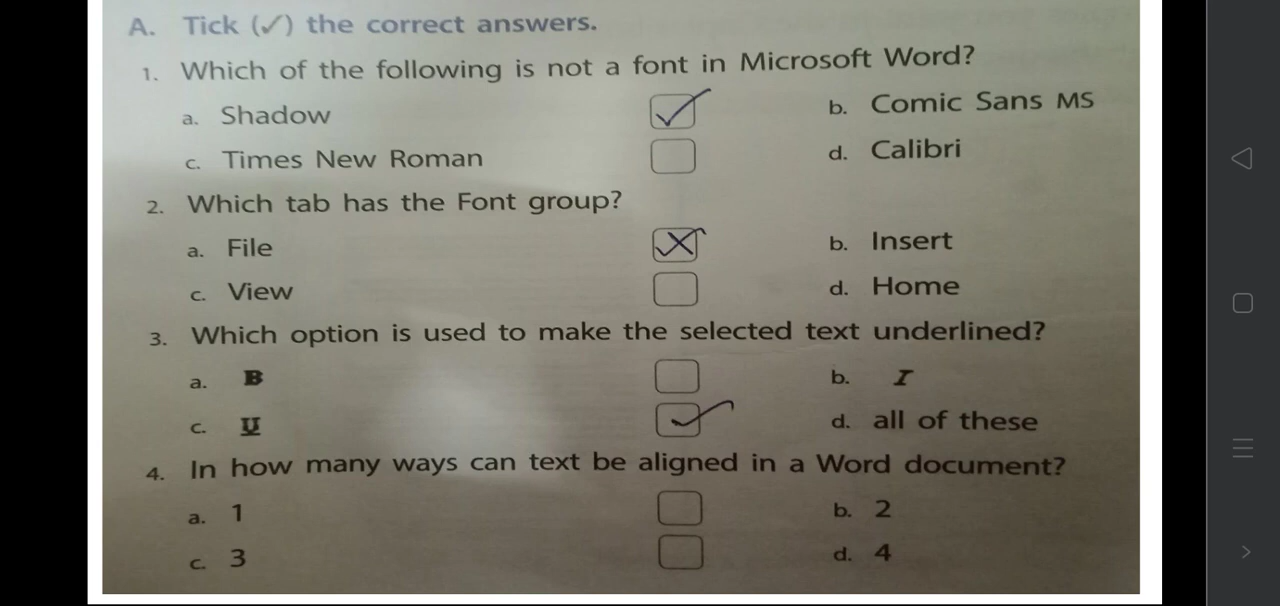 A. Tick (✓) the correct answers.
1. Which of the following is not a font in Microsoft Word?
a. Shadow b. Comic Sans MS
c. Times New Roman d. Calibri
2. Which tab has the Font group?
a. File b. Insert
c. View d. Home
3. Which option is used to make the selected text underlined?
a. B b. I
c. U d. all of these
4. In how many ways can text be aligned in a Word document?
a. 1 b. 2
c. 3 d. 4